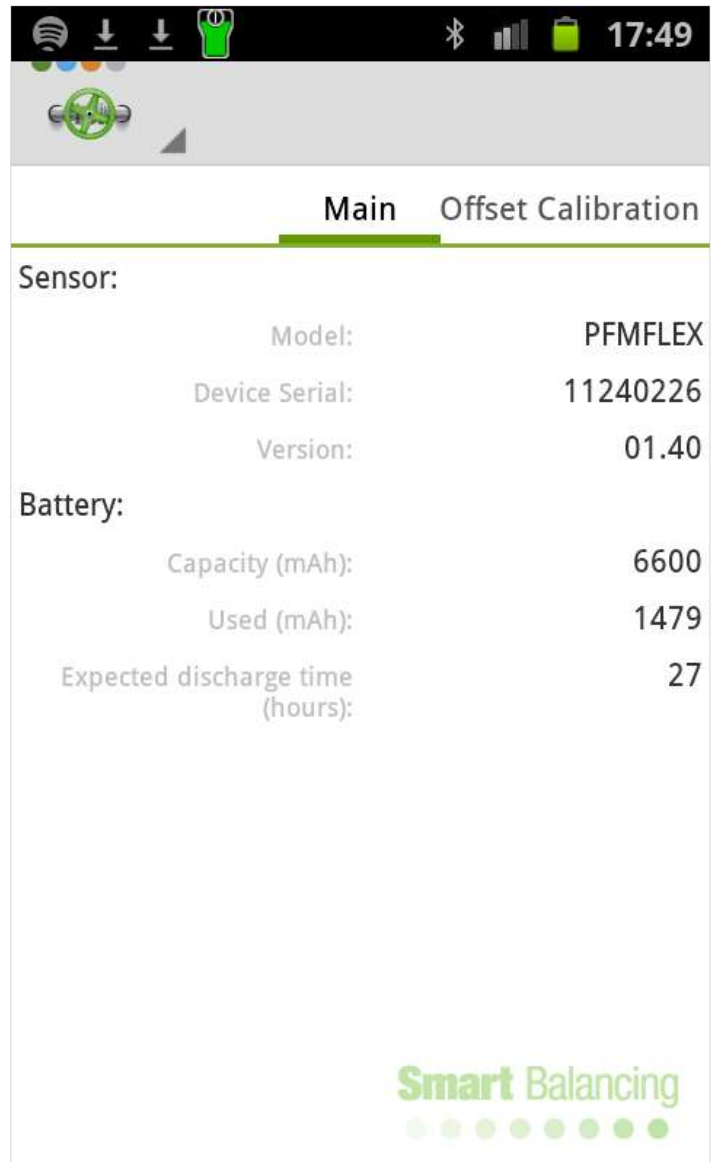 17:49
Main Offset Calibration
Sensor:
Model: PFMFLEX
Device Serial: 11240226
Version: 01.40
Battery:
Capacity (mAh): 6600
Used (mAh): 1479
Expected discharge time 27
(hours):
Smart Balancing